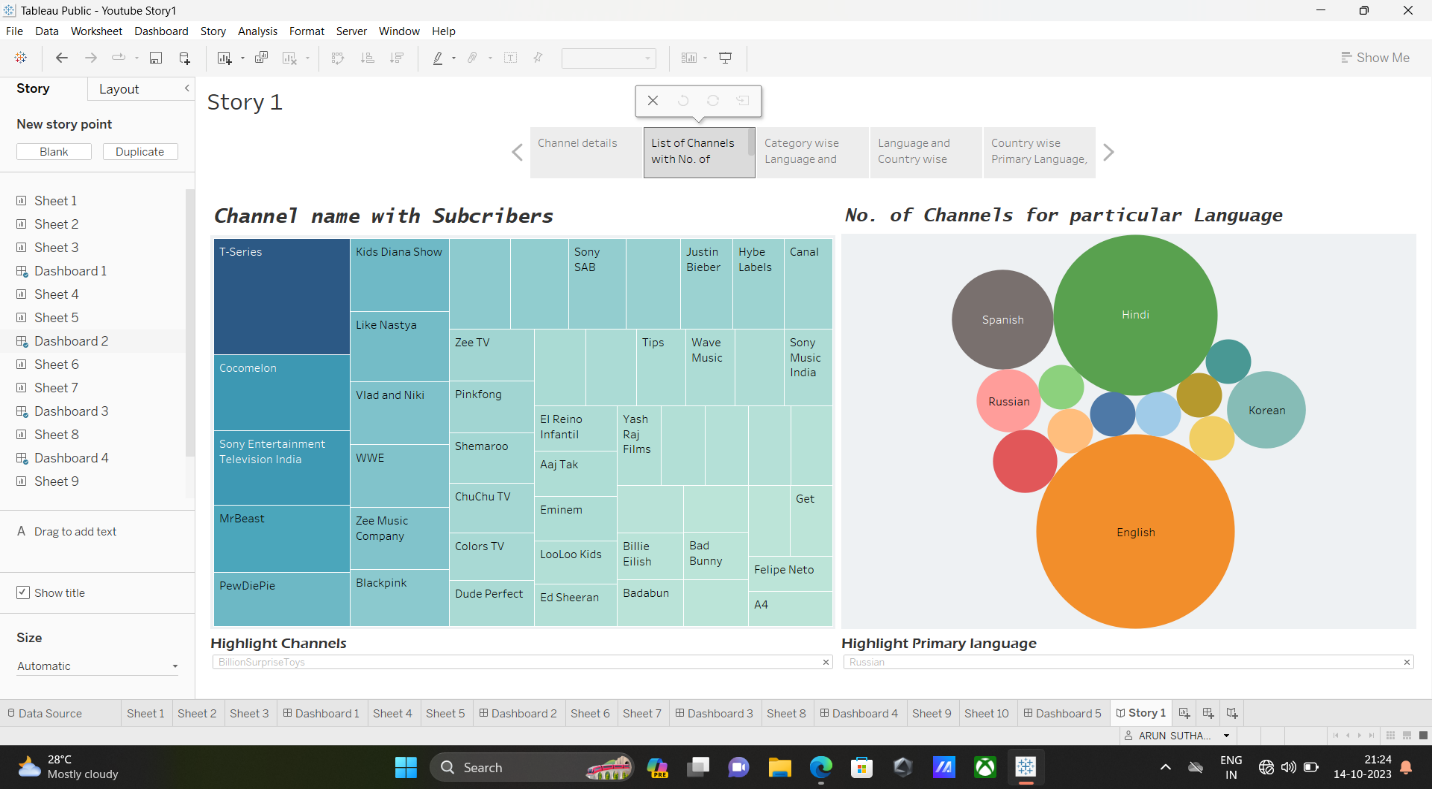 Tableau Public - Youtube Story1
File Data Worksheet Dashboard Story Analysis Format Server Window Help
Show Me
Story
Layout
New story point
Blank
Duplicate
Sheet 1
Sheet 2
Sheet 3
Dashboard 1
Sheet 4
Sheet 5
Dashboard 2
Sheet 6
Sheet 7
Dashboard 3
Sheet 8
Dashboard 4
Sheet 9
A Drag to add text
Show title
Size
Automatic
Story 1
Channel details
List of Channels
with No. of
Category wise
Language and
Language and
Country wise
Country wise
Primary Language,
Channel name with Subcribers
T-Series
Cocomelon
Sony Entertainment
Television India
MrBeast
PewDiePie
Kids Diana Show
Like Nastya
Vlad and Niki
WWE
Zee Music
Company
Blackpink
Sony
SAB
Justin
Bieber
Hybe
Labels
Canal
Zee TV
Pinkfong
Shemaroo
ChuChu TV
Colors TV
Dude Perfect
Tips
Wave
Music
Sony
Music
India
El Reino
Infantil
Aaj Tak
Eminem
LooLoo Kids
Ed Sheeran
Yash
Raj
Films
Billie
Eilish
Badabun
Bad
Bunny
Get
Felipe Neto
A4
Highlight Channels
BillionSurpriseToys
No. of Channels for particular Language
Spanish
Hindi
Russian
Korean
English
Highlight Primary language
Russian
Data Source Sheet 1 Sheet 2 Sheet 3 Dashboard 1 Sheet 4 Sheet 5 Dashboard 2 Sheet 6 Sheet 7 Dashboard 3 Sheet 8 Dashboard 4 Sheet 9 Sheet 10 Dashboard 5 Story 1
ARUN SUTHA...
28°C
Mostly cloudy
Search
PRE
ENG
IN
21:24
14-10-2023